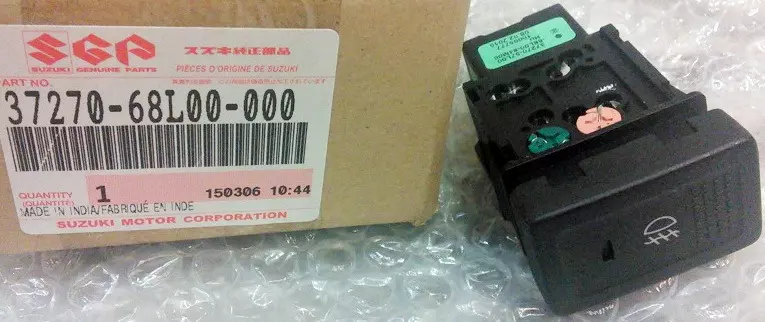 SGP
SUZUKI GENUINE PARTS
スズキ純正部品
PIÈCES D'ORIGINE DE SUZUKI
PART NO.
37270-68L00-000
QUANTITY
(QUANTITÉ)
1
150306 10:44
MADE IN INDIA/FABRIQUÉ EN INDE
SUZUKI MOTOR CORPORATION